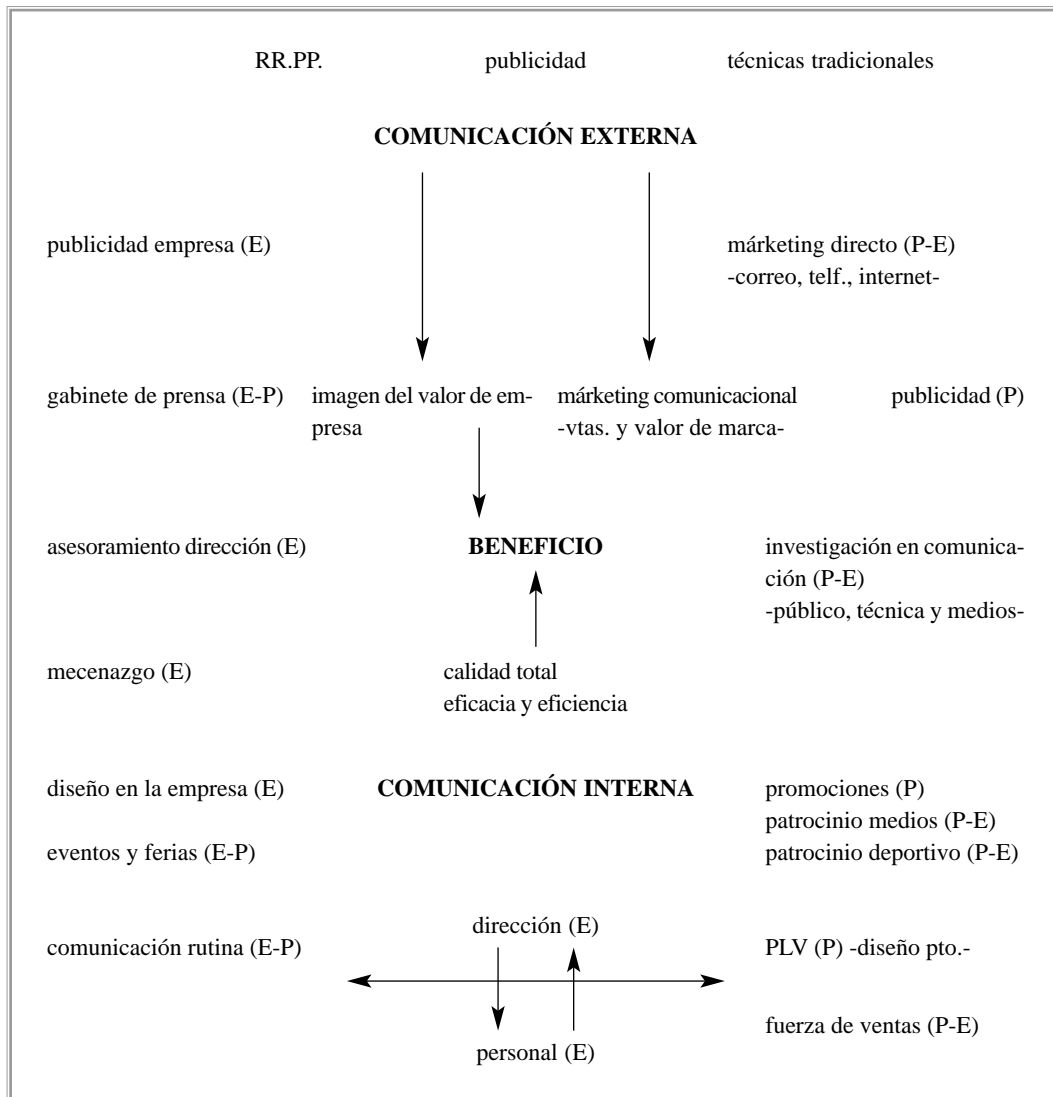 RR.PP. publicidad técnicas tradicionales
COMUNICACIÓN EXTERNA
publicidad empresa (E) márketing directo (P-E)
-correo, telf., internet-
gabinete de prensa (E-P) imagen del valor de em- márketing comunicacional publicidad (P)
presa -vtas. y valor de marca-
asesoramiento dirección (E) BENEFICIO investigación en comunica-
ción (P-E)
-público, técnica y medios-
mecenazgo (E) calidad total
eficacia y eficiencia
diseño en la empresa (E) COMUNICACIÓN INTERNA promociones (P)
patrocinio medios (P-E)
eventos y ferias (E-P) patrocinio deportivo (P-E)
dirección (E)
comunicación rutina (E-P) PLV (P) -diseño pto.-
fuerza de ventas (P-E)
personal (E)